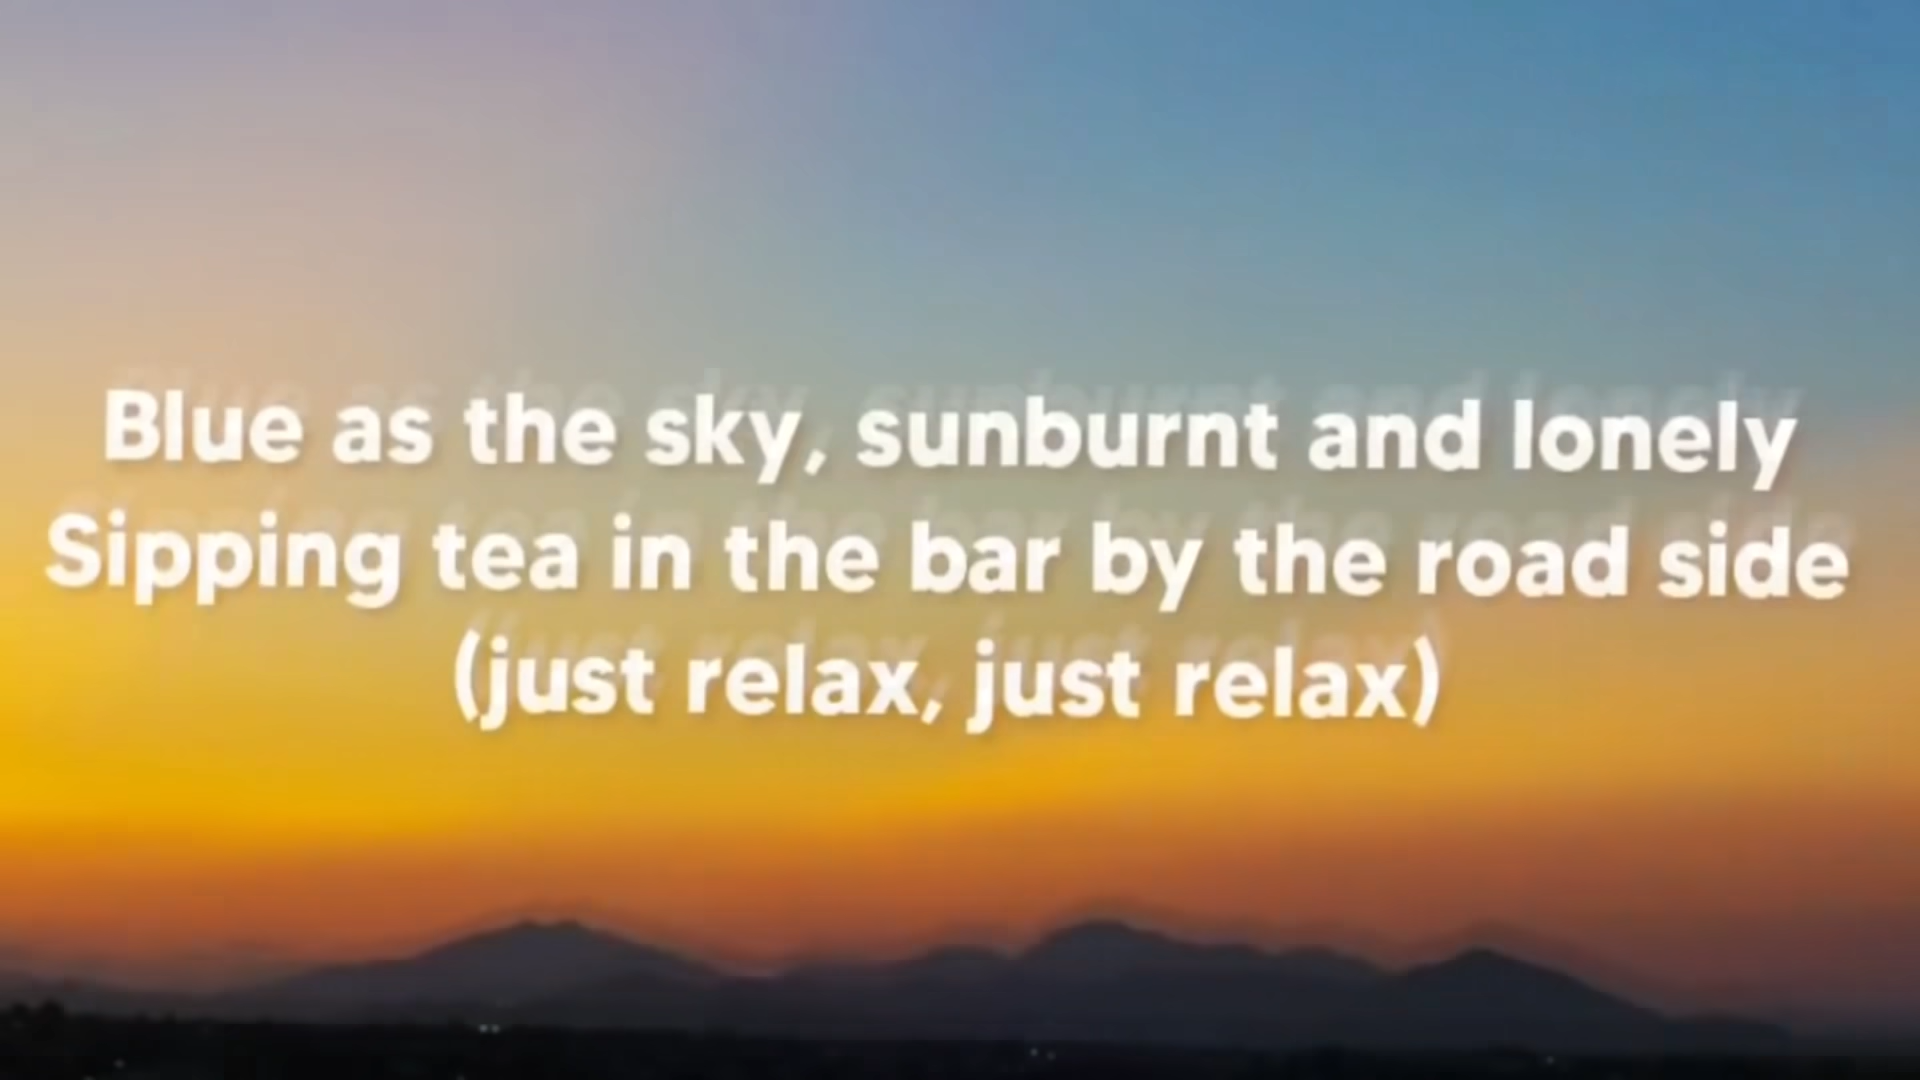 Blue as the sky, sunburnt and lonely
Sipping tea in the bar by the road side
(just relax, just relax)